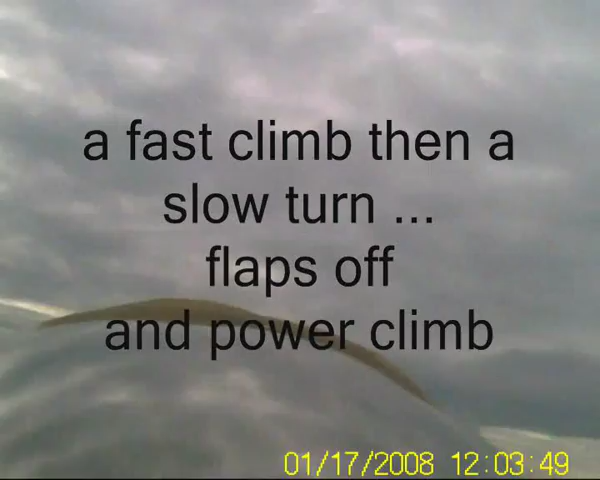 a fast climb then a
slow turn ...
flaps off
and power climb
01/17/2008 12:03:49